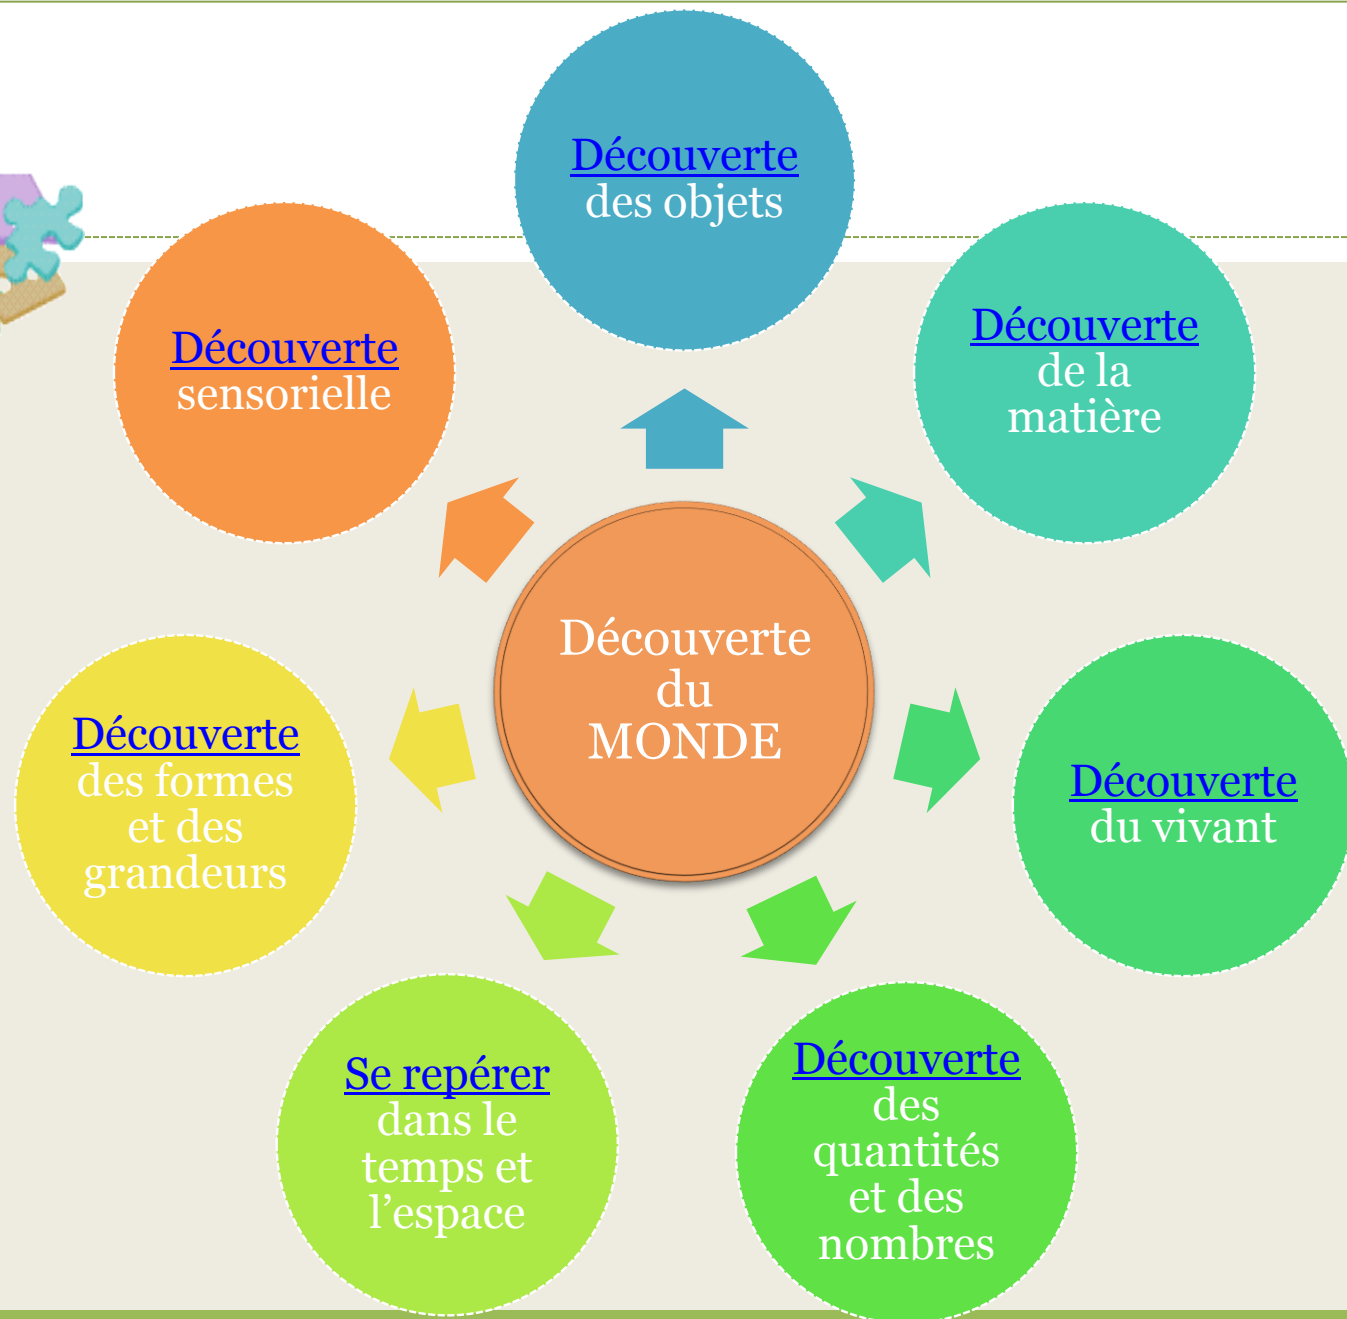 Découverte
des objets
Découverte
de la
matière
Découverte
du vivant
Découverte
des
quantités
et des
nombres
Se repérer
dans le
temps et
l’espace
Découverte
des formes
et des
grandeurs
Découverte
sensorielle
Découverte
du
MONDE